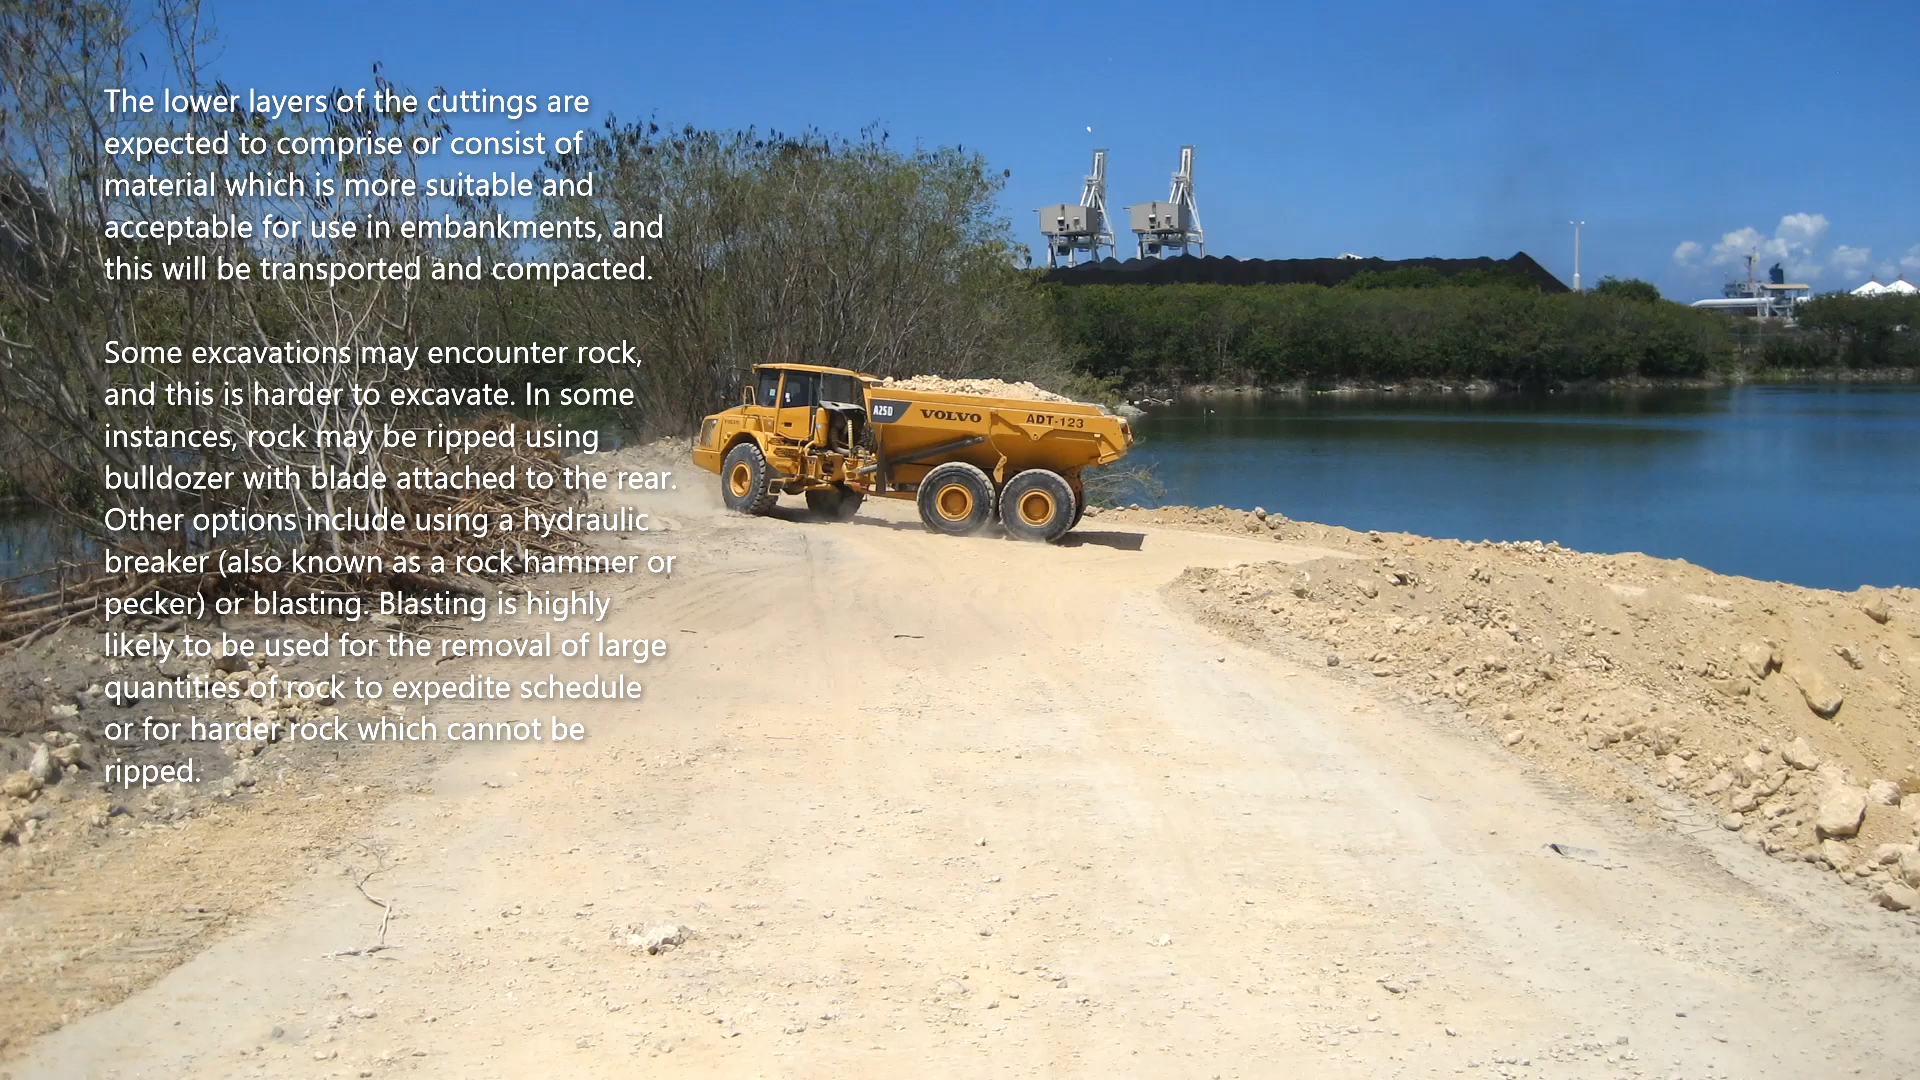 The lower layers of the cuttings are
expected to comprise or consist of
material which is more suitable and
acceptable for use in embankments, and
this will be transported and compacted.
Some excavations may encounter rock,
and this is harder to excavate. In some
instances, rock may be ripped using
bulldozer with blade attached to the rear.
Other options include using a hydraulic
breaker (also known as a rock hammer or
pecker) or blasting. Blasting is highly
likely to be used for the removal of large
quantities of rock to expedite schedule
or for harder rock which cannot be
ripped.
A25D VOLVO ADT-123